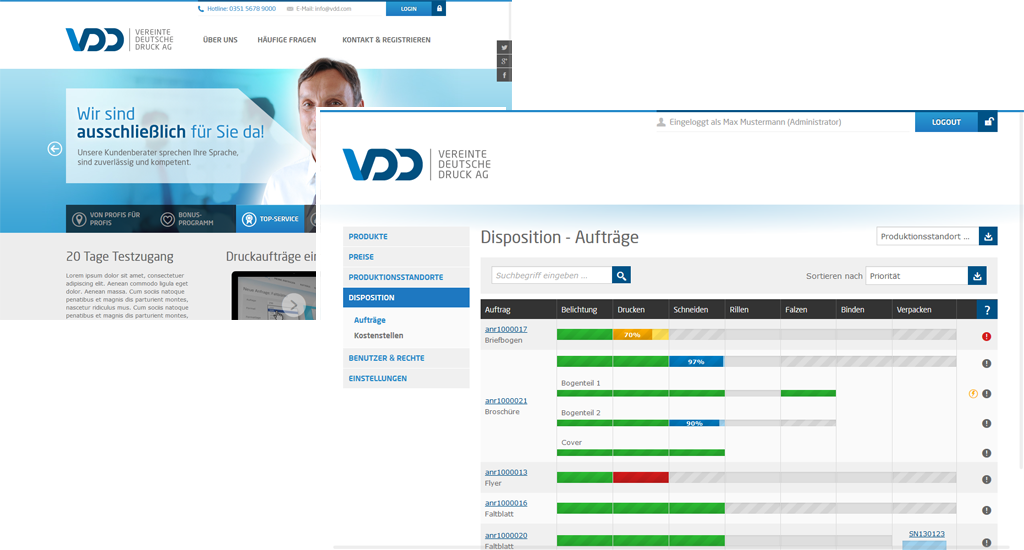 Hotline: 0351 5678 9000
E-Mail: info@vdd.com
LOGIN
VDD
VEREINTE
DEUTSCHE
DRUCK AG
ÜBER UNS
HÄUFIGE FRAGEN
KONTAKT & REGISTRIEREN
Wir sind
ausschließlich für Sie da!
Unsere Kundenberater sprechen Ihre Sprache,
sind zuverlässig und kompetent.
VON PROFIS FÜR
PROFIS
BONUS-
PROGRAMM
TOP-SERVICE
20 Tage Testzugang
Lorem ipsum dolor sit amet, consectetuer
adipiscing elit. Aenean commodo ligula eget
dolor. Aenean massa. Cum sociis natoque
penatibus et magnis dis parturient montes,
nascetur ridiculus mus. Cum sociis natoque
penatibus et magnis dis parturient montes,
Druckaufträge ein
Eingeloggt als Max Mustermann (Administrator)
LOGOUT
VDD
VEREINTE
DEUTSCHE
DRUCK AG
PRODUKTE
PREISE
PRODUKTIONSSTANDORTE
DISPOSITION
Aufträge
Kostenstellen
BENUTZER & RECHTE
EINSTELLUNGEN
Disposition - Aufträge
Produktionsstandort ...
Suchbegriff eingeben ...
Sortieren nach
Priorität
Auftrag Belichtung Drucken Schneiden Rillen Falzen Binden Verpacken ?
anr1000017
Briefbogen
70%
97%
Bogenteil 1
anr1000021
Broschüre
Bogenteil 2
90%
Cover
anr1000013
Flyer
anr1000016
Faltblatt
anr1000020
Faltblatt
SN130123